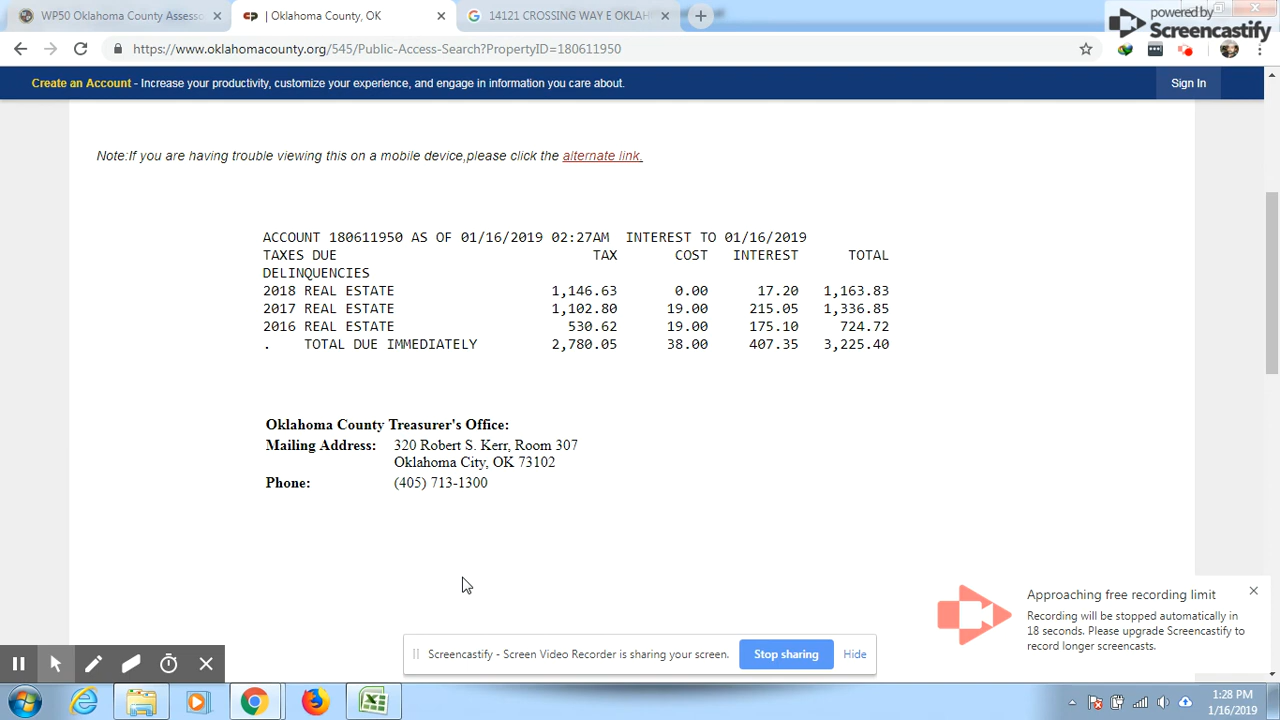 WP50 Oklahoma County Assess
| Oklahoma County, OK
14121 CROSSING WAY E OKLAH
powered by
Screencastify
https://www.oklahomacounty.org/545/Public-Access-Search?PropertyID=180611950
Create an Account - Increase your productivity, customize your experience, and engage in information you care about.
Sign In
Note:If you are having trouble viewing this on a mobile device,please click the alternate link.
ACCOUNT 180611950 AS OF 01/16/2019 02:27AM INTEREST TO 01/16/2019
TAXES DUE TAX COST INTEREST TOTAL
DELINQUENCIES
2018 REAL ESTATE 1,146.63 0.00 17.20 1,163.83
2017 REAL ESTATE 1,102.80 19.00 215.05 1,336.85
2016 REAL ESTATE 530.62 19.00 175.10 724.72
. TOTAL DUE IMMEDIATELY 2,780.05 38.00 407.35 3,225.40
Oklahoma County Treasurer's Office:
Mailing Address: 320 Robert S. Kerr, Room 307
Oklahoma City, OK 73102
Phone: (405) 713-1300
Approaching free recording limit
Recording will be stopped automatically in
18 seconds. Please upgrade Screencastify to
record longer screencasts.
Screencastify - Screen Video Recorder is sharing your screen.
Stop sharing
Hide
1:28 PM
1/16/2019